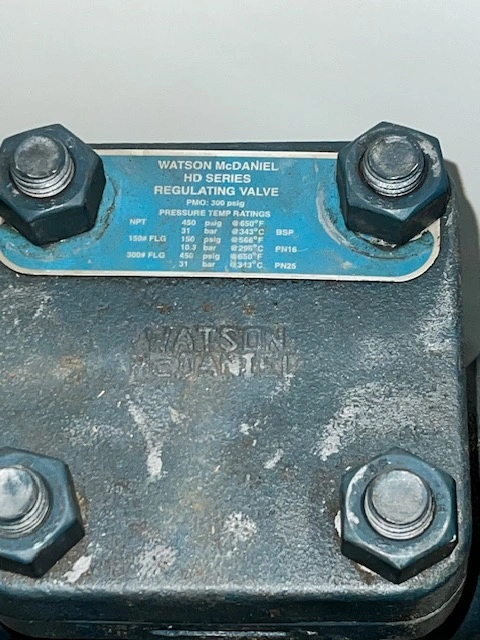 WATSON McDANIEL
HD SERIES
REGULATING VALVE
PMO: 300 psig
PRESSURE TEMP RATINGS
NPT 450 psig @650°F
31 bar @343°C BSP
150# FLG 150 psig @566°F
10.3 bar @296°C PN16
300# FLG 450 psig @650°F
31 bar @343°C PN25
WATSON
McDANIEL